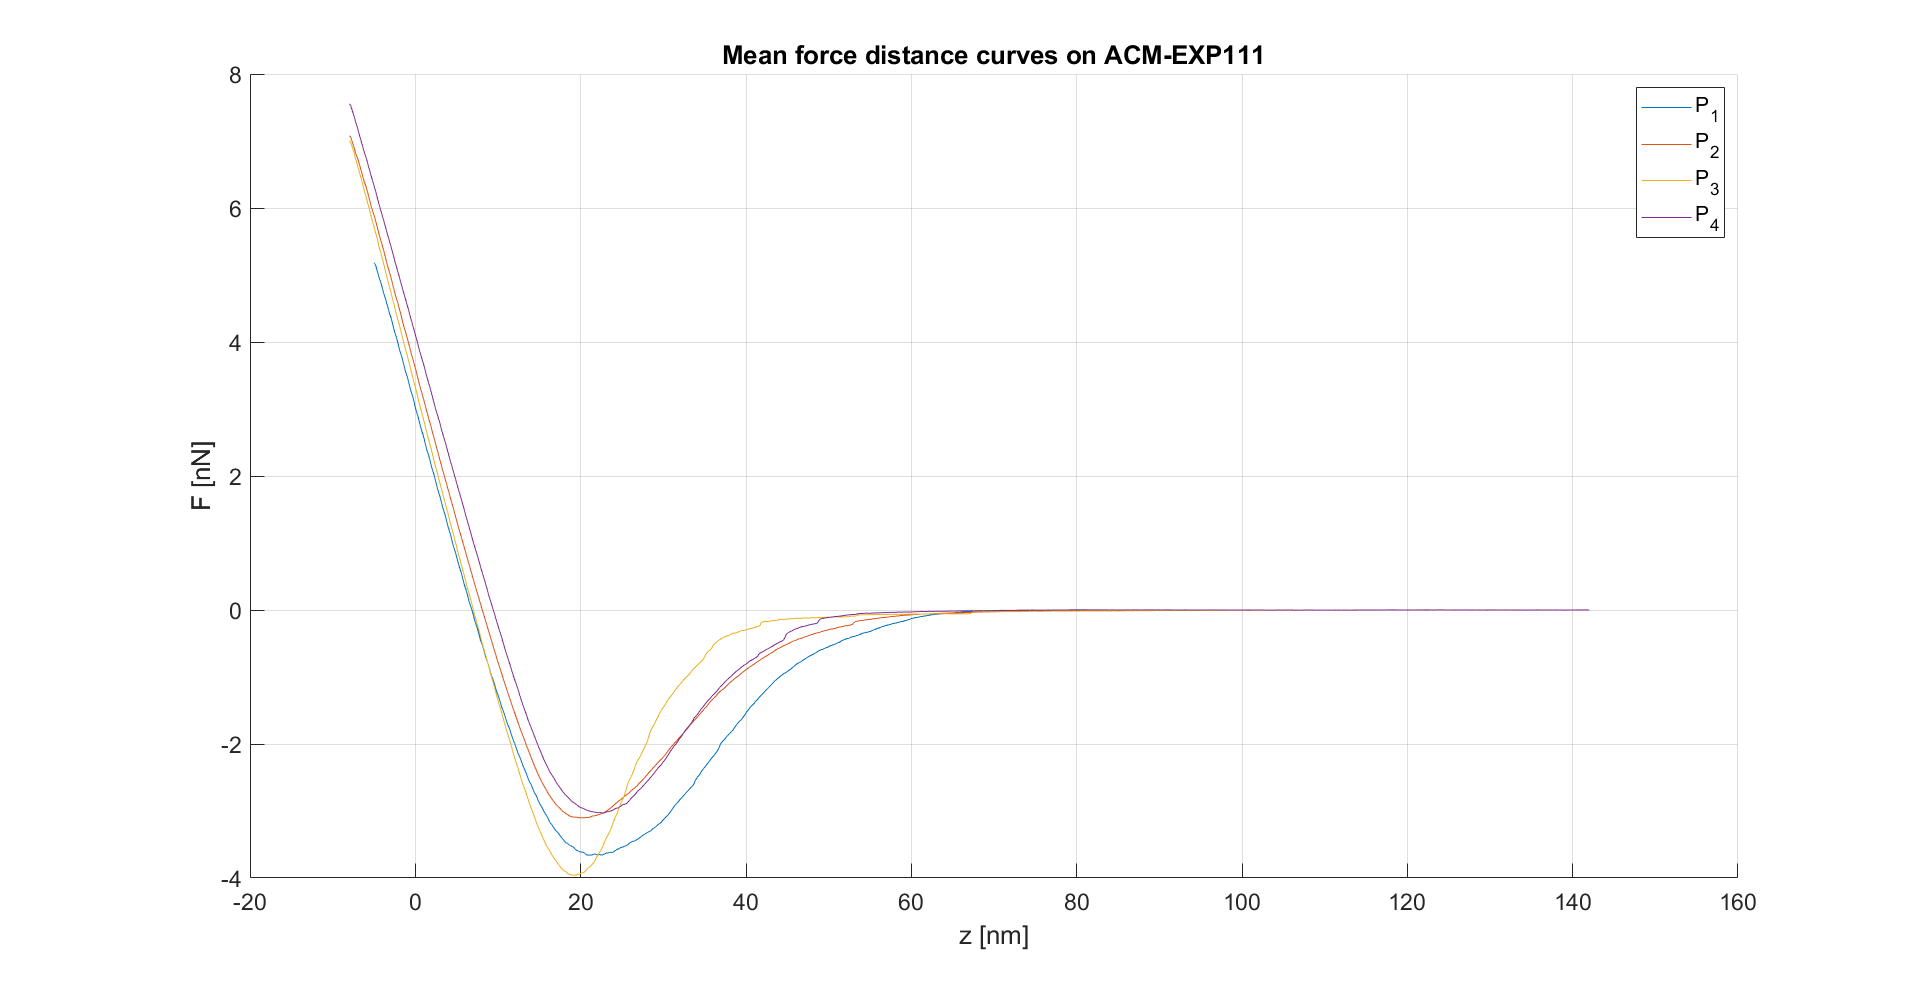 Mean force distance curves on ACM-EXP111
8
6
4
2
0
-2
-4
F [nN]
-20 0 20 40 60 80 100 120 140 160
z [nm]
P1
P2
P3
P4